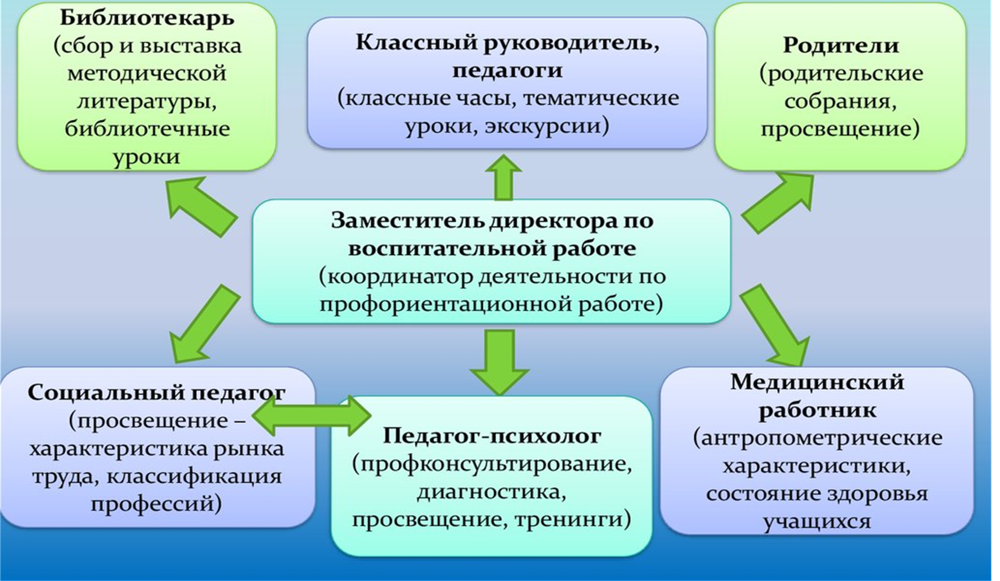 Библиотекарь
(сбор и выставка
методической
литературы,
библиотечные
уроки
Классный руководитель,
педагоги
(классные часы, тематические
уроки, экскурсии)
Родители
(родительские
собрания,
просвещение)
Заместитель директора по
воспитательной работе
(координатор деятельности по
профориентационной работе)
Социальный педагог
(просвещение –
характеристика рынка
труда, классификация
профессий)
Педагог-психолог
(профконсультирование,
диагностика,
просвещение, тренинги)
Медицинский
работник
(антропометрические
характеристики,
состояние здоровья
учащихся